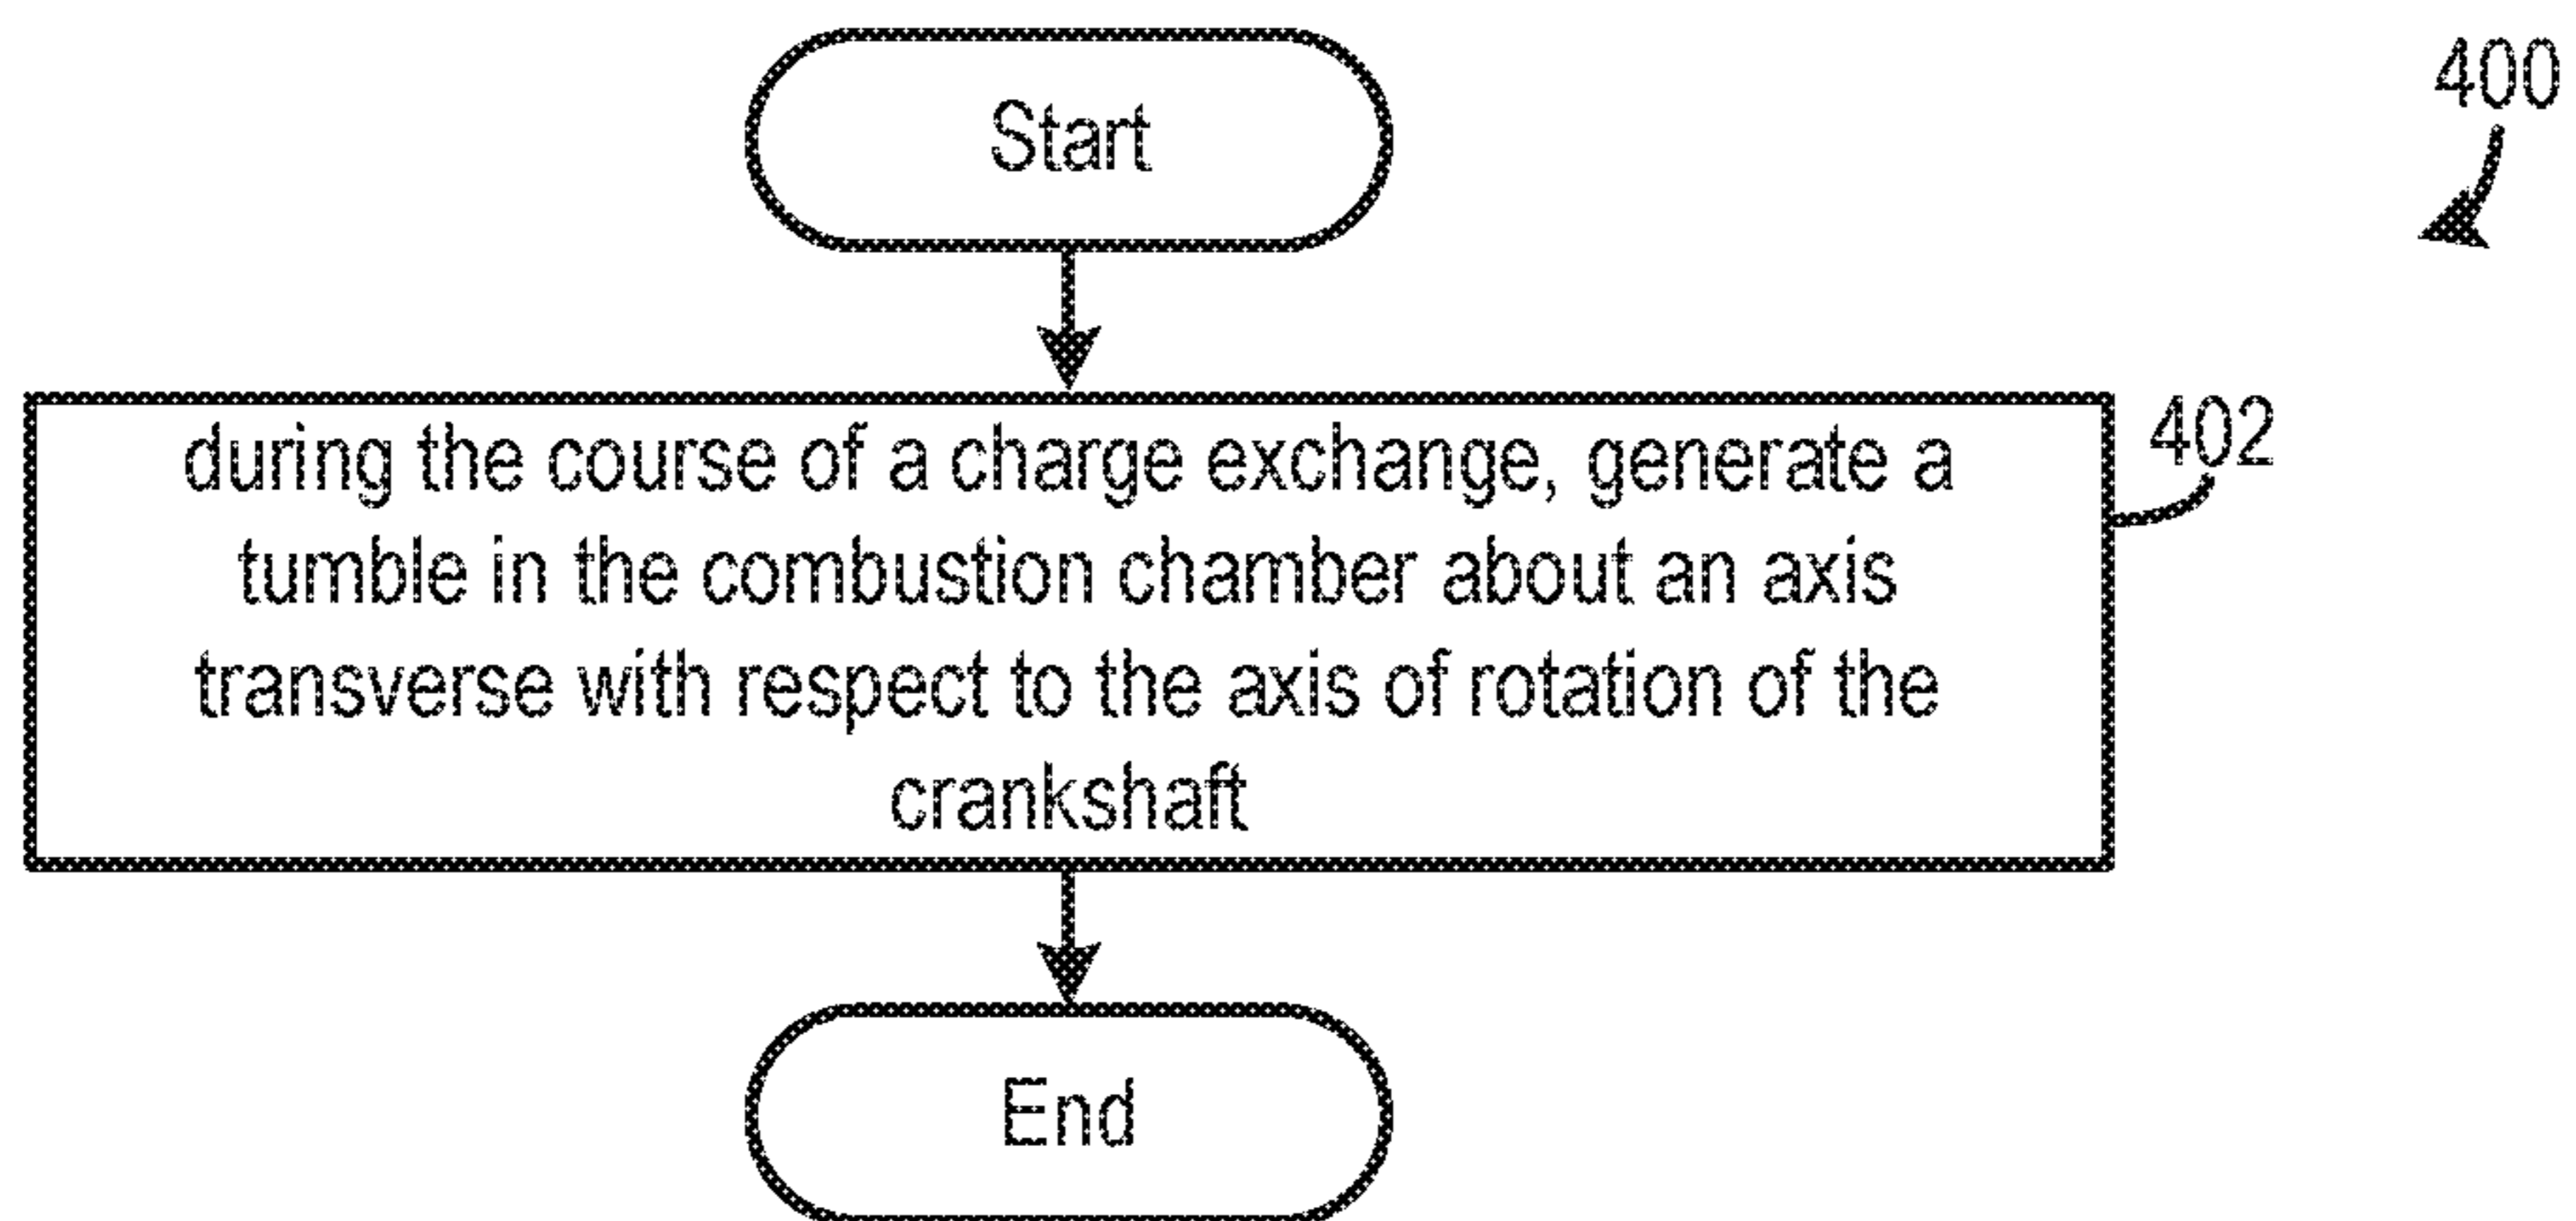 Start
400
during the course of a charge exchange, generate a
tumble in the combustion chamber about an axis
transverse with respect to the axis of rotation of the
crankshaft
402
End